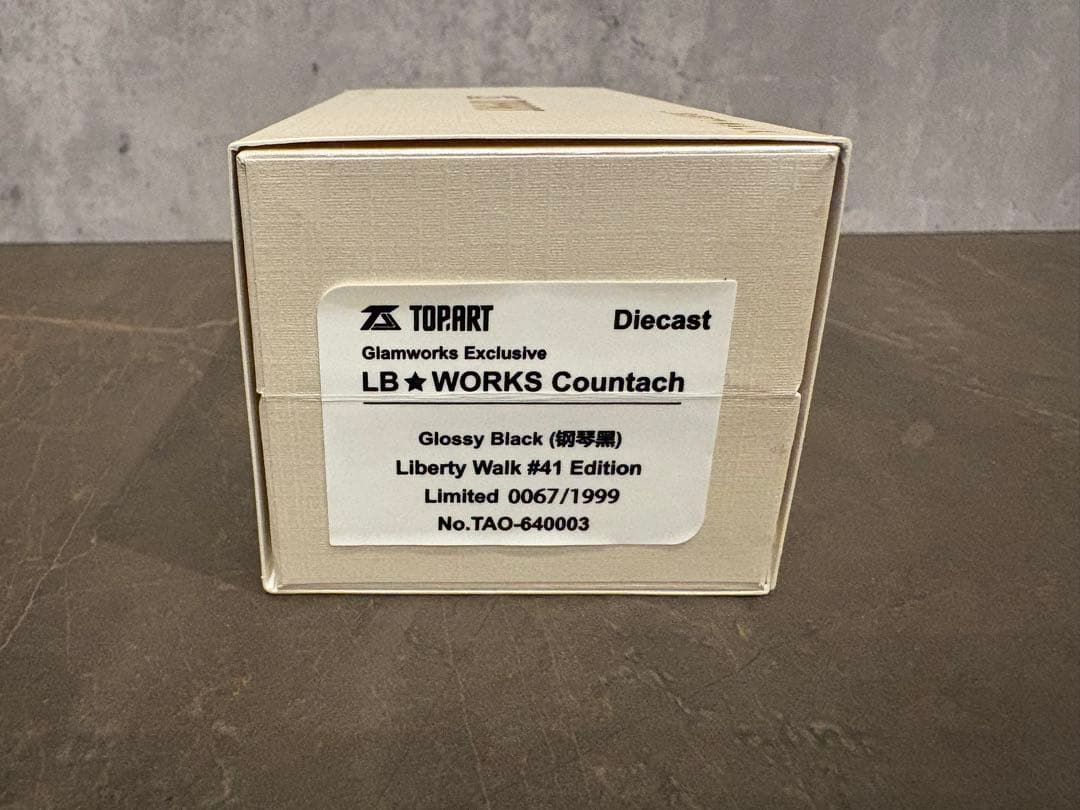 TOP.ART Diecast
Glamworks Exclusive
LB★WORKS Countach
Glossy Black (钢琴黑)
Liberty Walk #41 Edition
Limited 0067/1999
No.TAO-640003